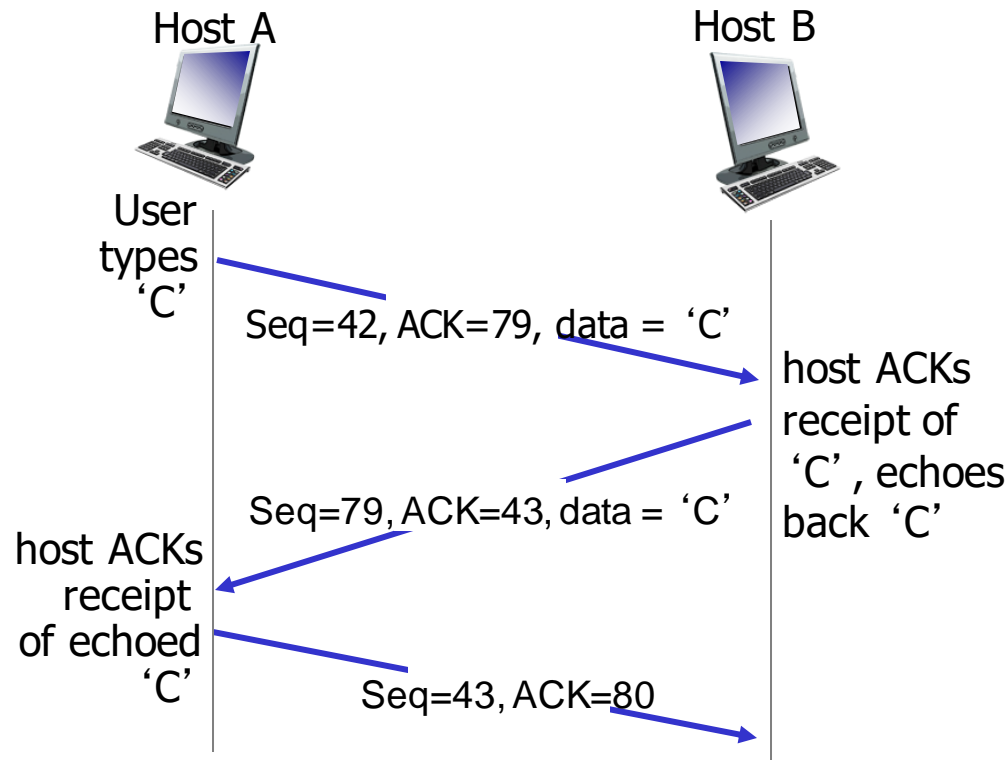 Host A
Host B
User
types
‘C’
Seq=42, ACK=79, data = ‘C’
host ACKs
receipt of
‘C’, echoes
back ‘C’
Seq=79, ACK=43, data = ‘C’
host ACKs
receipt
of echoed
‘C’
Seq=43, ACK=80